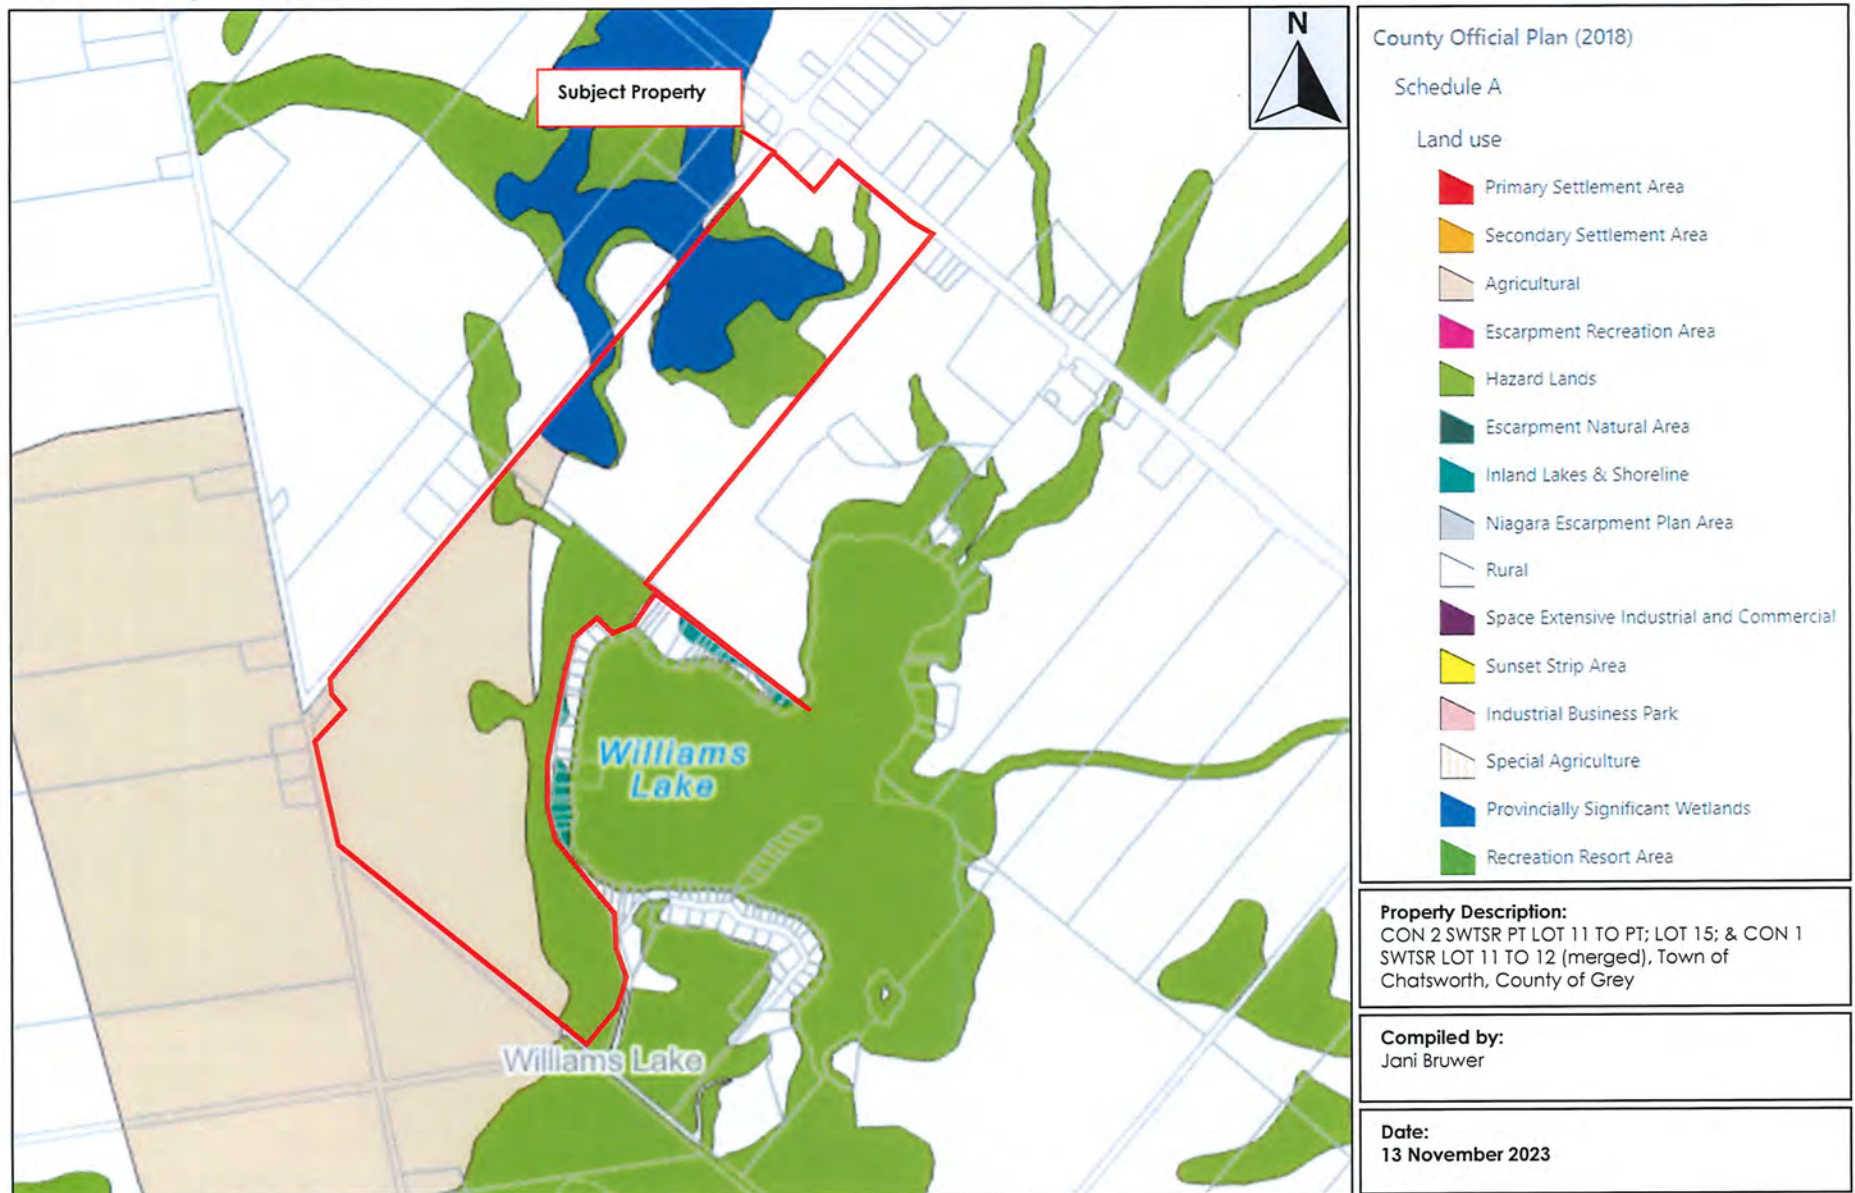 Subject Property
N
Williams
Lake
Williams Lake
County Official Plan (2018)
Schedule A
Land use
Primary Settlement Area
Secondary Settlement Area
Agricultural
Escarpment Recreation Area
Hazard Lands
Escarpment Natural Area
Inland Lakes & Shoreline
Niagara Escarpment Plan Area
Rural
Space Extensive Industrial and Commercial
Sunset Strip Area
Industrial Business Park
Special Agriculture
Provincially Significant Wetlands
Recreation Resort Area
Property Description:
CON 2 SWTSR PT LOT 11 TO PT; LOT 15; & CON 1
SWTSR LOT 11 TO 12 (merged), Town of
Chatsworth, County of Grey
Compiled by:
Jani Bruwer
Date:
13 November 2023